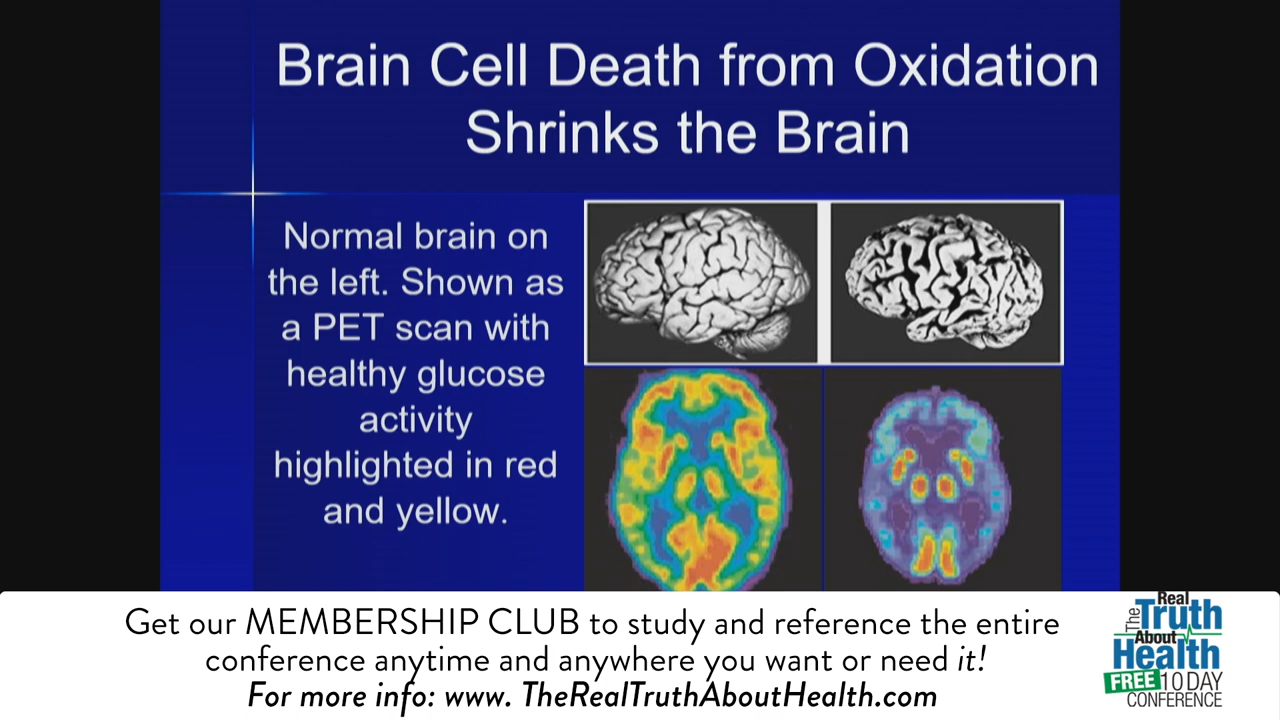 Brain Cell Death from Oxidation
Shrinks the Brain
Normal brain on
the left. Shown as
a PET scan with
healthy glucose
activity
highlighted in red
and yellow.
Get our MEMBERSHIP CLUB to study and reference the entire
conference anytime and anywhere you want or need it!
For more info: www. TheRealTruthAboutHealth.com
The Real
Truth
About
Health
FREE 10 DAY
CONFERENCE